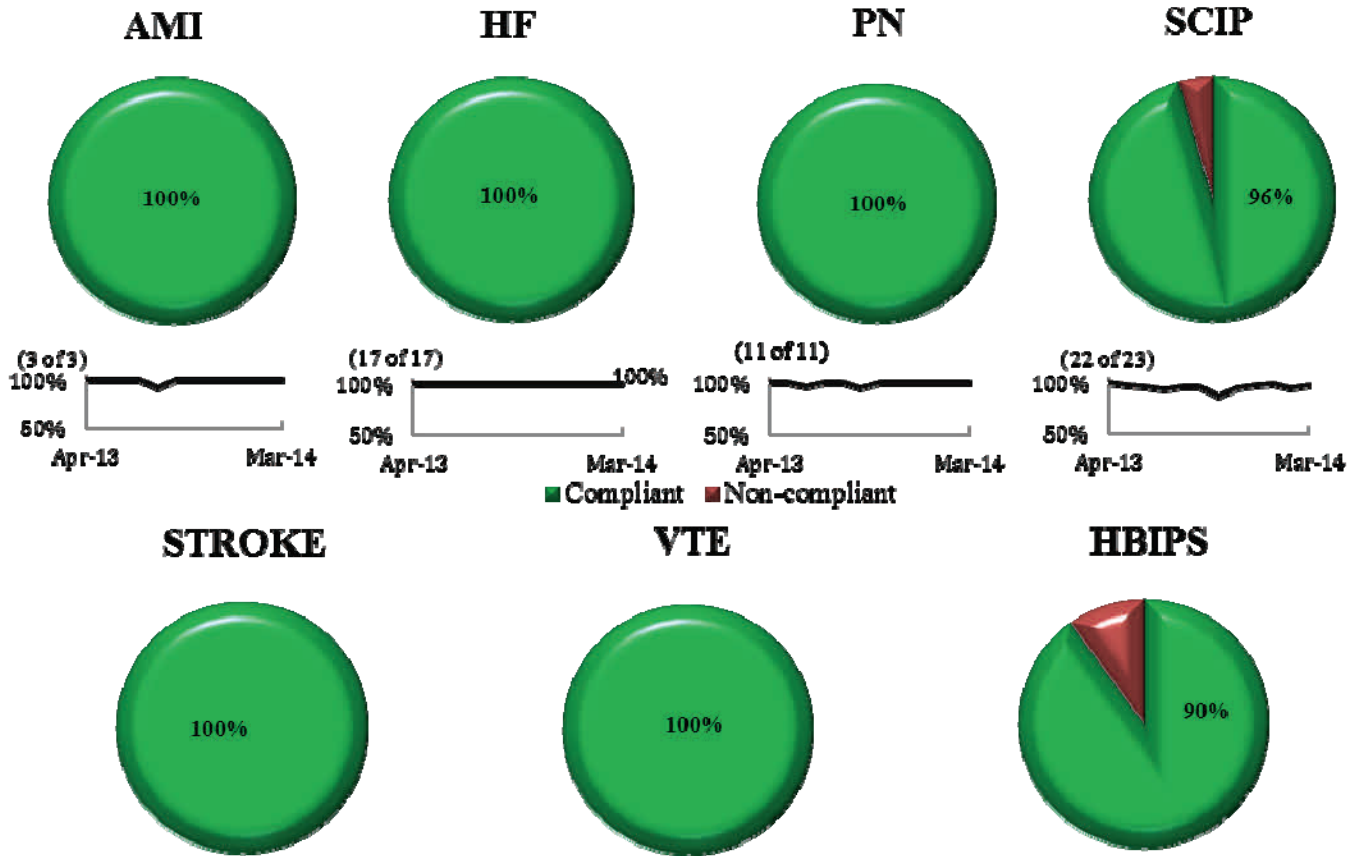 AMI HF PN SCIP
100% 100% 100% 96%
(3 of 3) (17 of 17) (11 of 11) (22 of 23)
100% 100% 100% 100% 100%
50% 50% 50% 50%
Apr-13 Mar-14 Apr-13 Mar-14 Apr-13 Mar-14 Apr-13 Mar-14
Compliant Non-compliant
STROKE VTE HBIPS
100% 100% 90%